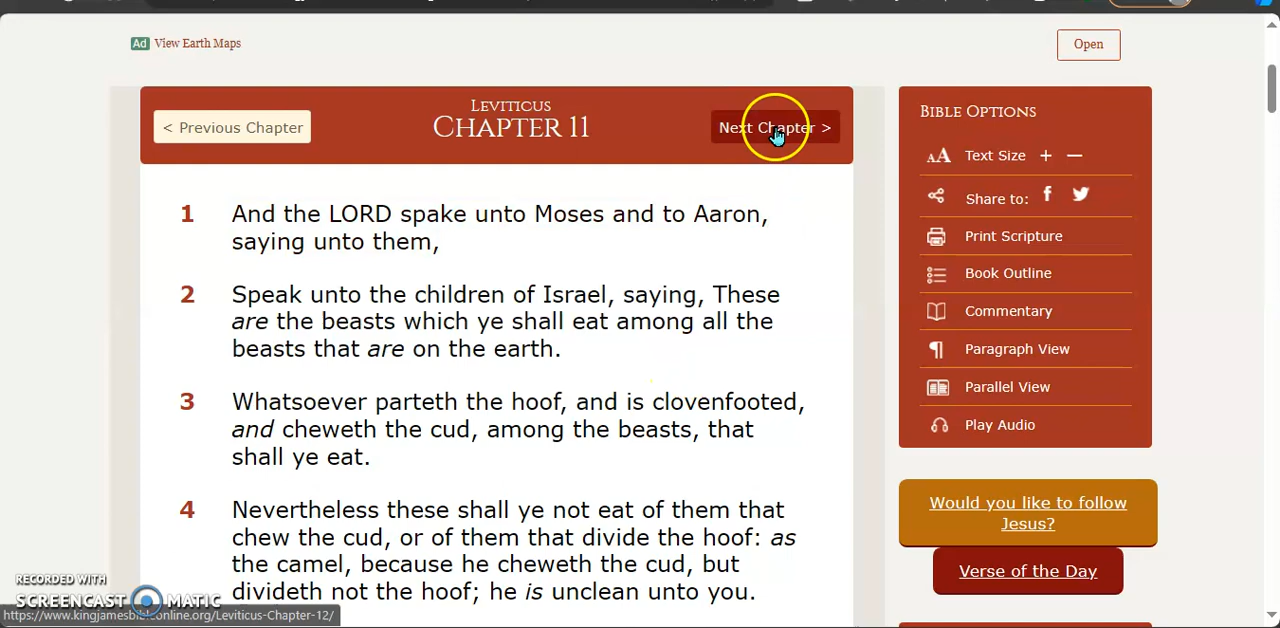 Ad View Earth Maps
Open
< Previous Chapter
LEVITICUS
CHAPTER 11
Next Chapter >
1 And the LORD spake unto Moses and to Aaron,
saying unto them,
2 Speak unto the children of Israel, saying, These
are the beasts which ye shall eat among all the
beasts that are on the earth.
3 Whatsoever parteth the hoof, and is clovenfooted,
and cheweth the cud, among the beasts, that
shall ye eat.
4 Nevertheless these shall ye not eat of them that
chew the cud, or of them that divide the hoof: as
the camel, because he cheweth the cud, but
divideth not the hoof; he is unclean unto you.
BIBLE OPTIONS
AA Text Size + −
Share to: f
Print Scripture
Book Outline
Commentary
¶ Paragraph View
Parallel View
Play Audio
Would you like to follow
Jesus?
Verse of the Day
RECORDED WITH
SCREENCAST MATIC
https://www.kingjamesbibleonline.org/Leviticus-Chapter-12/